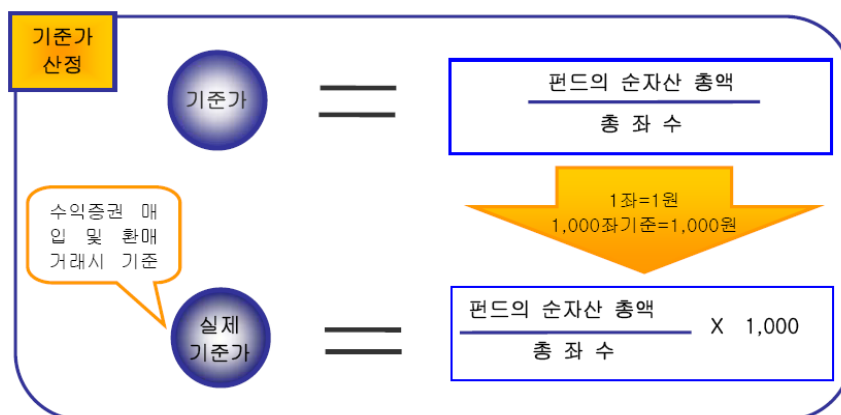 기준가
산정
기준가
펀드의 순자산 총액
총 좌 수
1좌=1원
1,000좌기준=1,000원
수익증권 매
입 및 환매
거래시 기준
실제
기준가
펀드의 순자산 총액
총 좌 수
X 1,000